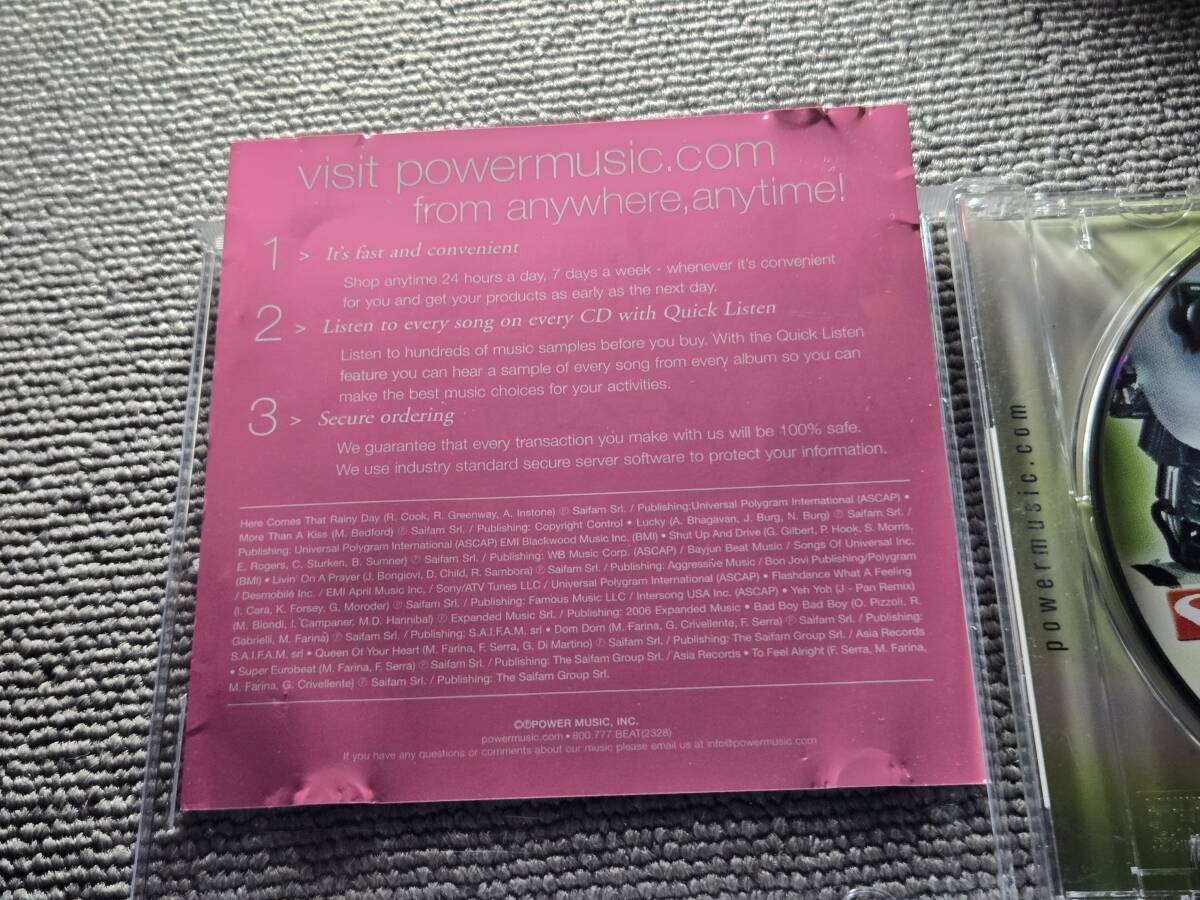 visit powermusic.com
from anywhere,anytime!
1 > It's fast and convenient
Shop anytime 24 hours a day, 7 days a week - whenever it's convenient
for you and get your products as early as the next day.
2 > Listen to every song on every CD with Quick Listen
Listen to hundreds of music samples before you buy. With the Quick Listen
feature you can hear a sample of every song from every album so you can
make the best music choices for your activities.
3 > Secure ordering
We guarantee that every transaction you make with us will be 100% safe.
We use industry standard secure server software to protect your information.
Here Comes That Rainy Day (R. Cook, R. Greenway, A. Instone) ℗ Saifam Srl. / Publishing:Universal Polygram International (ASCAP) •
More Than A Kiss (M. Bedford) ℗ Saifam Srl. / Publishing: Copyright Control • Lucky (A. Bhagavan, J. Burg, N. Burg) ℗ Saifam Srl. /
Publishing: Universal Polygram International (ASCAP) EMI Blackwood Music Inc. (BMI) • Shut Up And Drive (G. Gilbert, P. Hook, S. Morris,
E. Rogers, C. Sturken, B. Sumner) ℗ Saifam Srl. / Publishing: WB Music Corp. (ASCAP) / Bayjun Beat Music / Songs Of Universal Inc.
(BMI) • Livin' On A Prayer (J. Bongiovi, D. Child, R. Sambora) ℗ Saifam Srl. / Publishing: Aggressive Music / Bon Jovi Publishing/Polygram
/ Desmobile Inc. / EMI April Music Inc. / Sony/ATV Tunes LLC / Universal Polygram International (ASCAP) • Flashdance What A Feeling
(I. Cara, K. Forsey, G. Moroder) ℗ Saifam Srl. / Publishing: Famous Music LLC / Intersong USA Inc. (ASCAP) • Yeh Yoh (J - Pan Remix)
(M. Biondi, I. Campaner, M.D. Hannibal) ℗ Expanded Music Srl. / Publishing: 2006 Expanded Music • Bad Boy Bad Boy (O. Pizzoli, R.
Gabrielli, M. Farina) ℗ Saifam Srl. / Publishing: S.A.I.F.A.M. srl • Dom Dom (M. Farina, G. Crivellente, F. Serra) ℗ Saifam Srl. / Publishing:
S.A.I.F.A.M. srl • Queen Of Your Heart (M. Farina, F. Serra, G. Di Martino) ℗ Saifam Srl. / Publishing: The Saifam Group Srl. / Asia Records
• Super Eurobeat (M. Farina, F. Serra) ℗ Saifam Srl. / Publishing: The Saifam Group Srl. / Asia Records • To Feel Alright (F. Serra, M. Farina,
M. Farina, G. Crivellente) ℗ Saifam Srl. / Publishing: The Saifam Group Srl.
©℗POWER MUSIC, INC.
powermusic.com • 800.777.BEAT(2328)
If you have any questions or comments about our music please email us at info@powermusic.com
powermusic.com